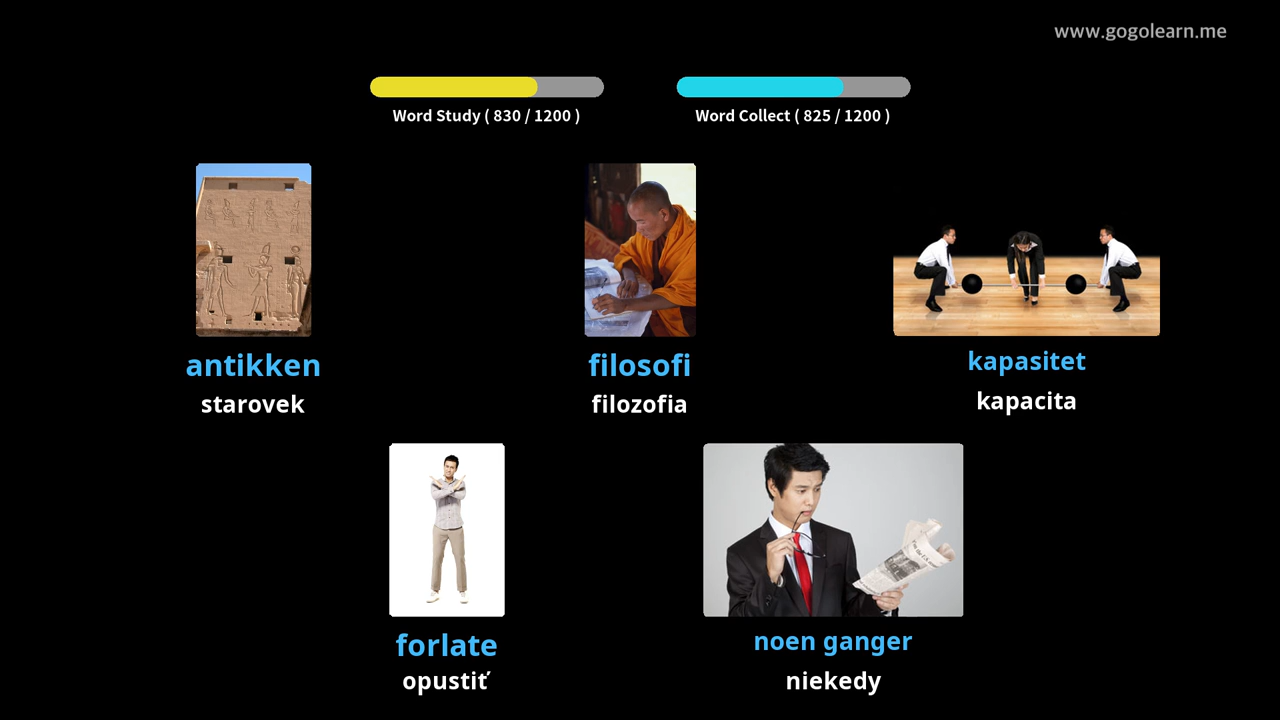 www.gogolearn.me
Word Study ( 830 / 1200 )
Word Collect ( 825 / 1200 )
antikken
starovek
filosofi
filozofia
kapasitet
kapacita
forlate
opustiť
noen ganger
niekedy